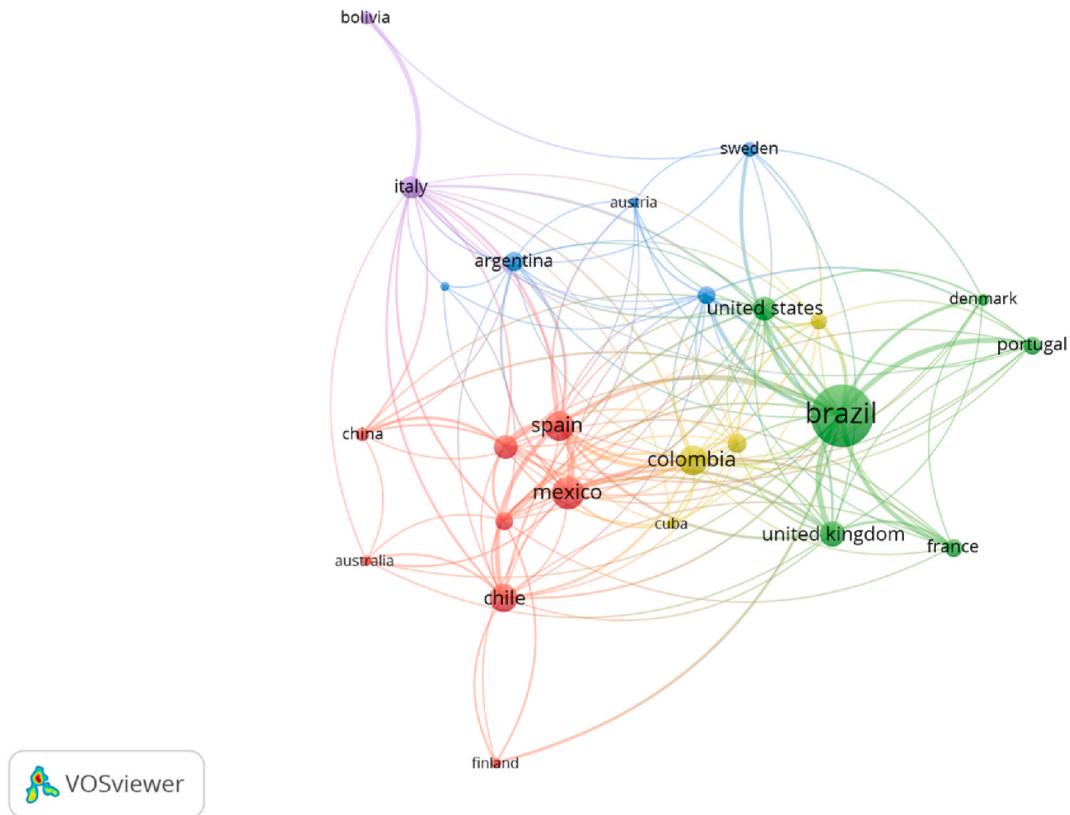 bolivia
sweden
italy
austria
argentina
denmark
united states
portugal
brazil
spain
china
colombia
mexico
cuba
united kingdom
france
australia
chile
finland
VOSviewer